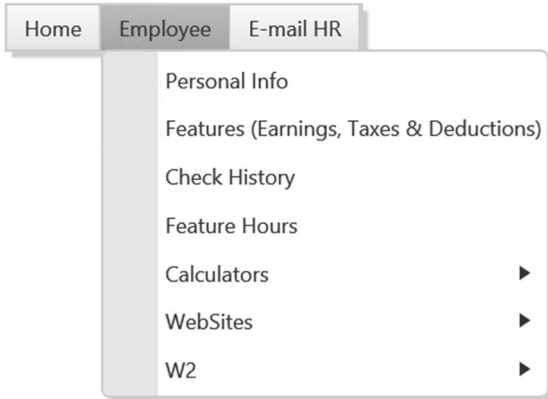 Home Employee E-mail HR
Personal Info
Features (Earnings, Taxes & Deductions)
Check History
Feature Hours
Calculators
WebSites
W2